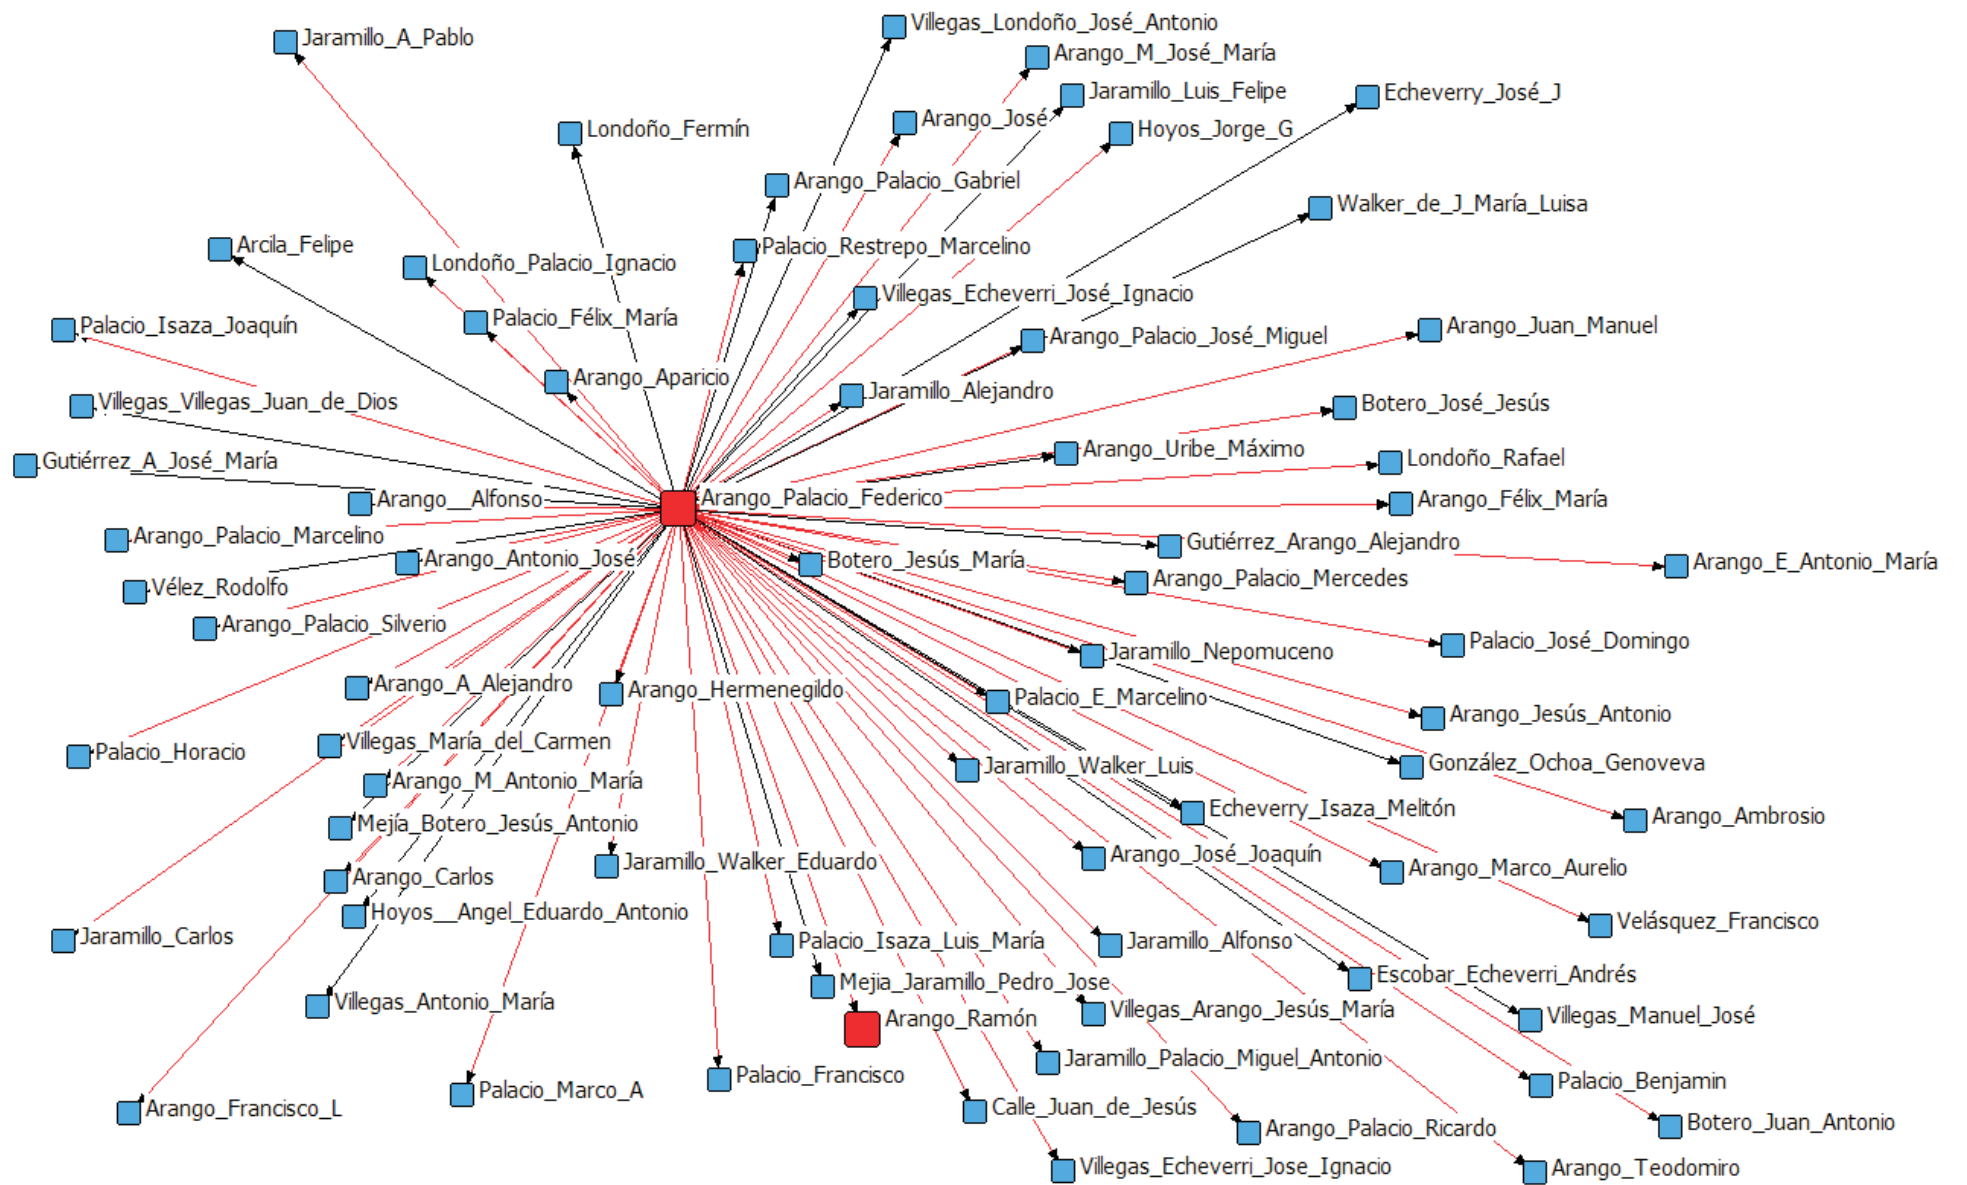 Villegas_Londoño_José_Antonio
Jaramillo_A_Pablo
Arango_M_José_María
Jaramillo_Luis_Felipe
Echeverry_José_J
Arango_José
Londoño_Fermín
Hoyos_Jorge_G
Arango_Palacio_Gabriel
Walker_de_J_María_Luisa
Arcila_Felipe
Palacio_Restrepo_Marcelino
Londoño_Palacio_Ignacio
Villegas_Echeverri_José_Ignacio
Palacio_Félix_María
Palacio_Isaza_Joaquín
Arango_Juan_Manuel
Arango_Palacio_José_Miguel
Arango_Aparicio
Jaramillo_Alejandro
Villegas_Villegas_Juan_de_Dios
Botero_José_Jesús
Arango_Uribe_Máximo
Gutiérrez_A_José_María
Londoño_Rafael
Arango__Alfonso
Arango_Palacio_Federico
Arango_Félix_María
Arango_Palacio_Marcelino
Gutiérrez_Arango_Alejandro
Arango_Antonio_José
Botero_Jesús_María
Arango_E_Antonio_María
Arango_Palacio_Mercedes
Vélez_Rodolfo
Arango_Palacio_Silverio
Palacio_José_Domingo
Jaramillo_Nepomuceno
Arango_A_Alejandro
Arango_Hermenegildo
Palacio_E_Marcelino
Arango_Jesús_Antonio
Villegas_María_del_Carmen
Palacio_Horacio
Jaramillo_Walker_Luis
González_Ochoa_Genoveva
Arango_M_Antonio_María
Echeverry_Isaza_Melitón
Arango_Ambrosio
Mejía_Botero_Jesús_Antonio
Jaramillo_Walker_Eduardo
Arango_José_Joaquín
Arango_Marco_Aurelio
Arango_Carlos
Hoyos__Angel_Eduardo_Antonio
Velásquez_Francisco
Jaramillo_Carlos
Palacio_Isaza_Luis_María
Jaramillo_Alfonso
Mejia_Jaramillo_Pedro_Jose
Escobar_Echeverri_Andrés
Villegas_Antonio_María
Arango_Ramón
Villegas_Arango_Jesús_María
Villegas_Manuel_José
Jaramillo_Palacio_Miguel_Antonio
Palacio_Francisco
Palacio_Benjamin
Palacio_Marco_A
Arango_Francisco_L
Calle_Juan_de_Jesús
Botero_Juan_Antonio
Arango_Palacio_Ricardo
Villegas_Echeverri_Jose_Ignacio
Arango_Teodomiro